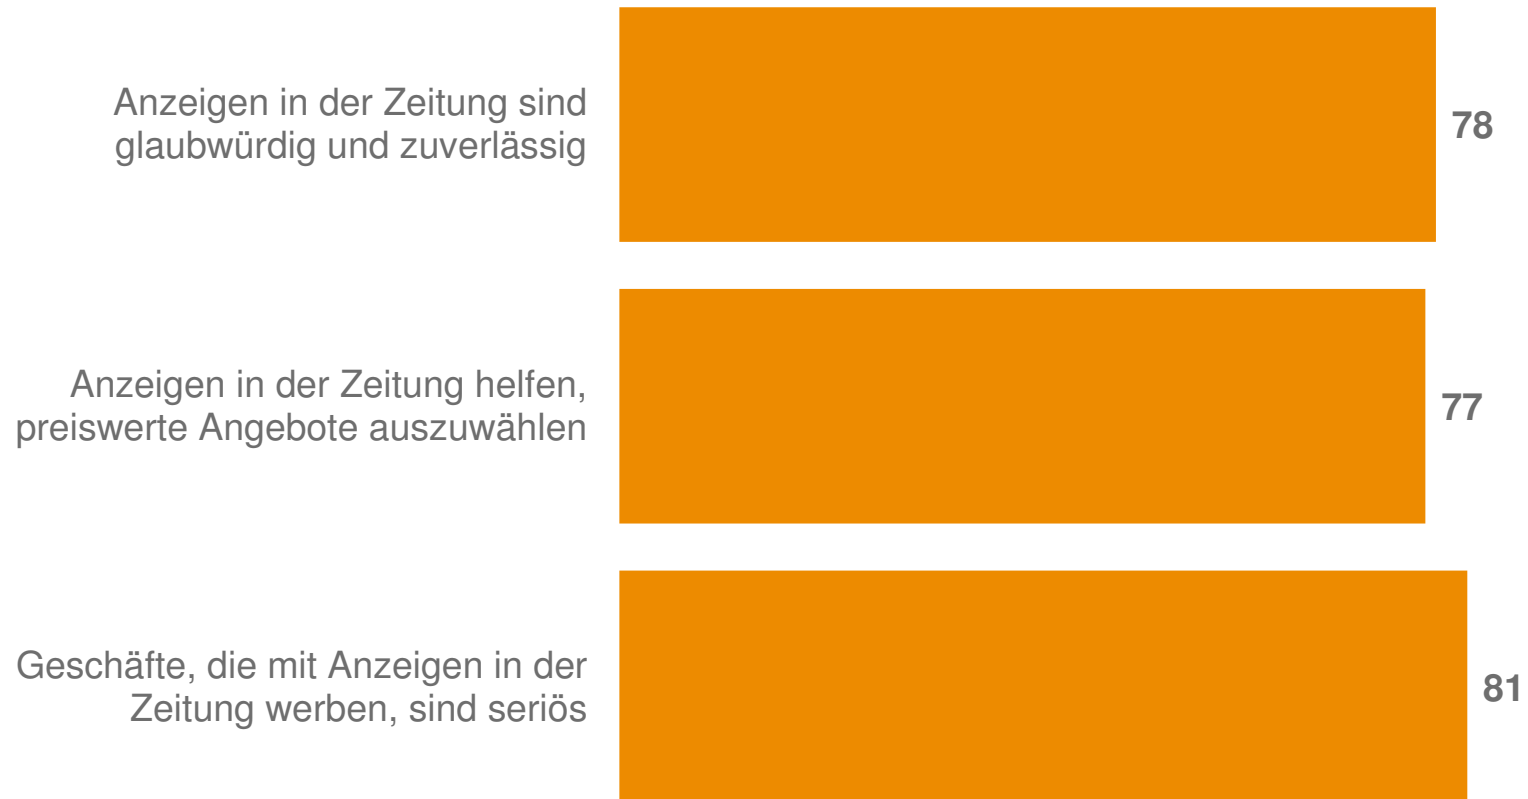 Anzeigen in der Zeitung sind
glaubwürdig und zuverlässig
78
Anzeigen in der Zeitung helfen,
preiswerte Angebote auszuwählen
77
Geschäfte, die mit Anzeigen in der
Zeitung werben, sind seriös
81